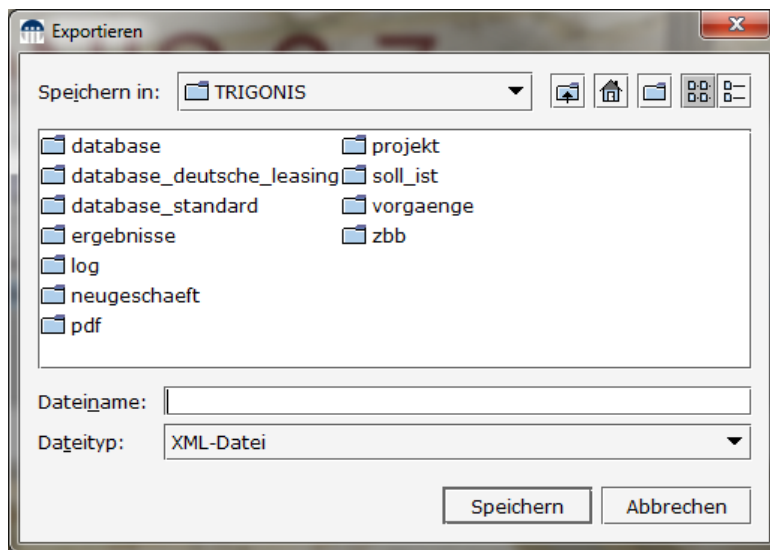 Exportieren
Speichern in: TRIGONIS
database
database_deutsche_leasing
database_standard
ergebnisse
log
neugeschaeft
pdf
projekt
soll_ist
vorgaenge
zbb
Dateiname:
Dateityp: XML-Datei
Speichern Abbrechen